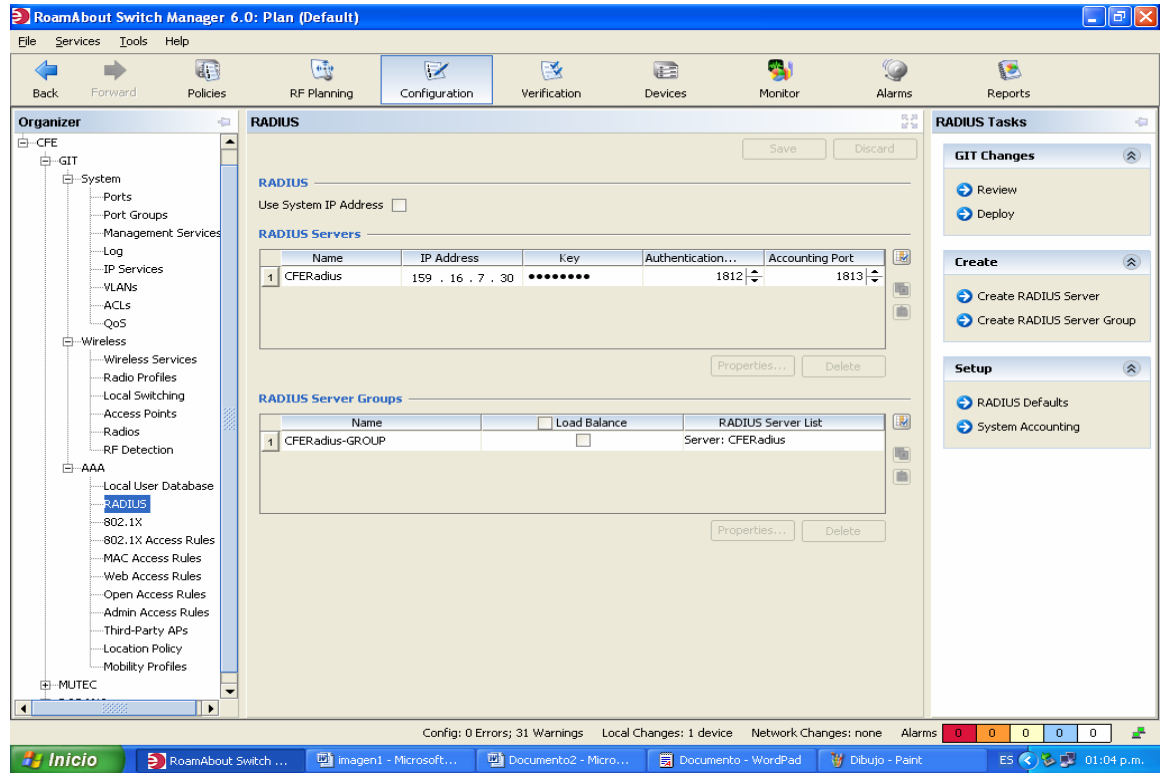 RoamAbout Switch Manager 6.0: Plan (Default)
File Services Tools Help
Back Forward Policies RF Planning Configuration Verification Devices Monitor Alarms Reports
Organizer
CFE
GIT
System
Ports
Port Groups
Management Services
Log
IP Services
VLANs
ACLs
QoS
Wireless
Wireless Services
Radio Profiles
Local Switching
Access Points
Radios
RF Detection
AAA
Local User Database
RADIUS
802.1X
802.1X Access Rules
MAC Access Rules
Web Access Rules
Open Access Rules
Admin Access Rules
Third-Party APs
Location Policy
Mobility Profiles
MUTEC
RADIUS
Save Discard
RADIUS
Use System IP Address
RADIUS Servers
Name IP Address Key Authentication... Accounting Port
1 CFERadius 159 . 16 . 7 . 30 ●●●●●●●● 1812 1813
Properties... Delete
RADIUS Server Groups
Name Load Balance RADIUS Server List
1 CFERadius-GROUP Server: CFERadius
Properties... Delete
RADIUS Tasks
GIT Changes
Review
Deploy
Create
Create RADIUS Server
Create RADIUS Server Group
Setup
RADIUS Defaults
System Accounting
Config: 0 Errors; 31 Warnings Local Changes: 1 device Network Changes: none Alarms 0 0 0 0 0
Inicio RoamAbout Switch ... imagen1 - Microsoft... Documento2 - Micro... Documento - WordPad Dibujo - Paint ES 01:04 p.m.